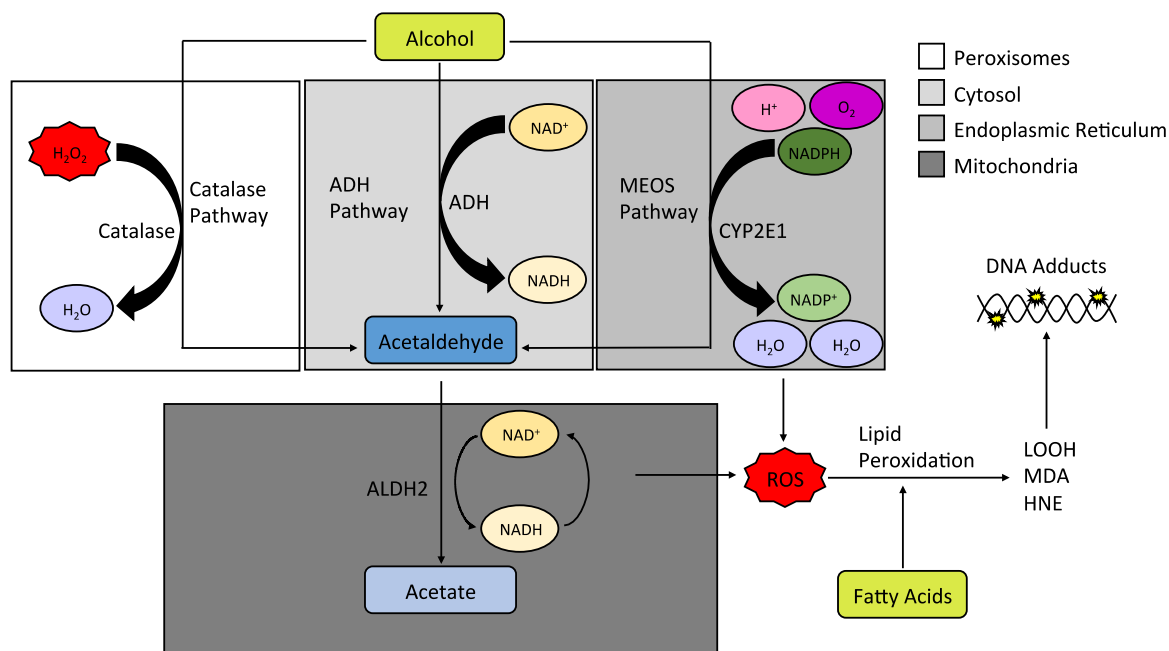 Alcohol
Peroxisomes
Cytosol
Endoplasmic Reticulum
Mitochondria
H₂O₂
Catalase
Pathway
Catalase
H₂O
NAD⁺
ADH
Pathway
ADH
NADH
Acetaldehyde
H⁺
O₂
NADPH
MEOS
Pathway
CYP2E1
NADP⁺
H₂O
H₂O
DNA Adducts
NAD⁺
ALDH2
NADH
Acetate
ROS
Lipid
Peroxidation
LOOH
MDA
HNE
Fatty Acids